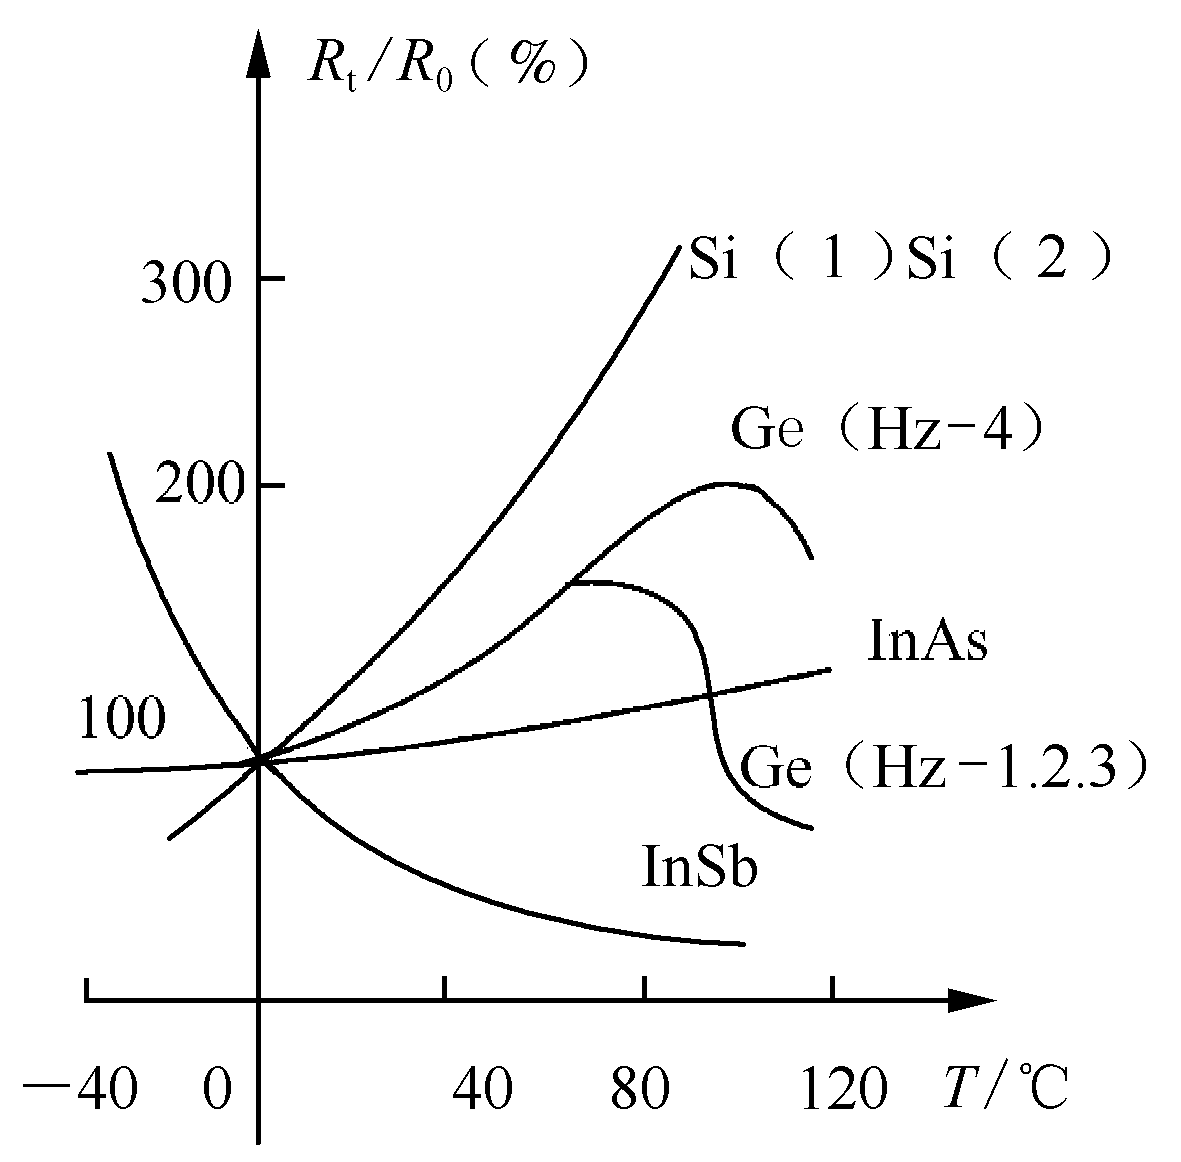 Rt/R0(%)
300
Si(1)Si(2)
Ge(Hz-4)
200
InAs
100
Ge(Hz-1.2.3)
InSb
-40 0 40 80 120 T/℃